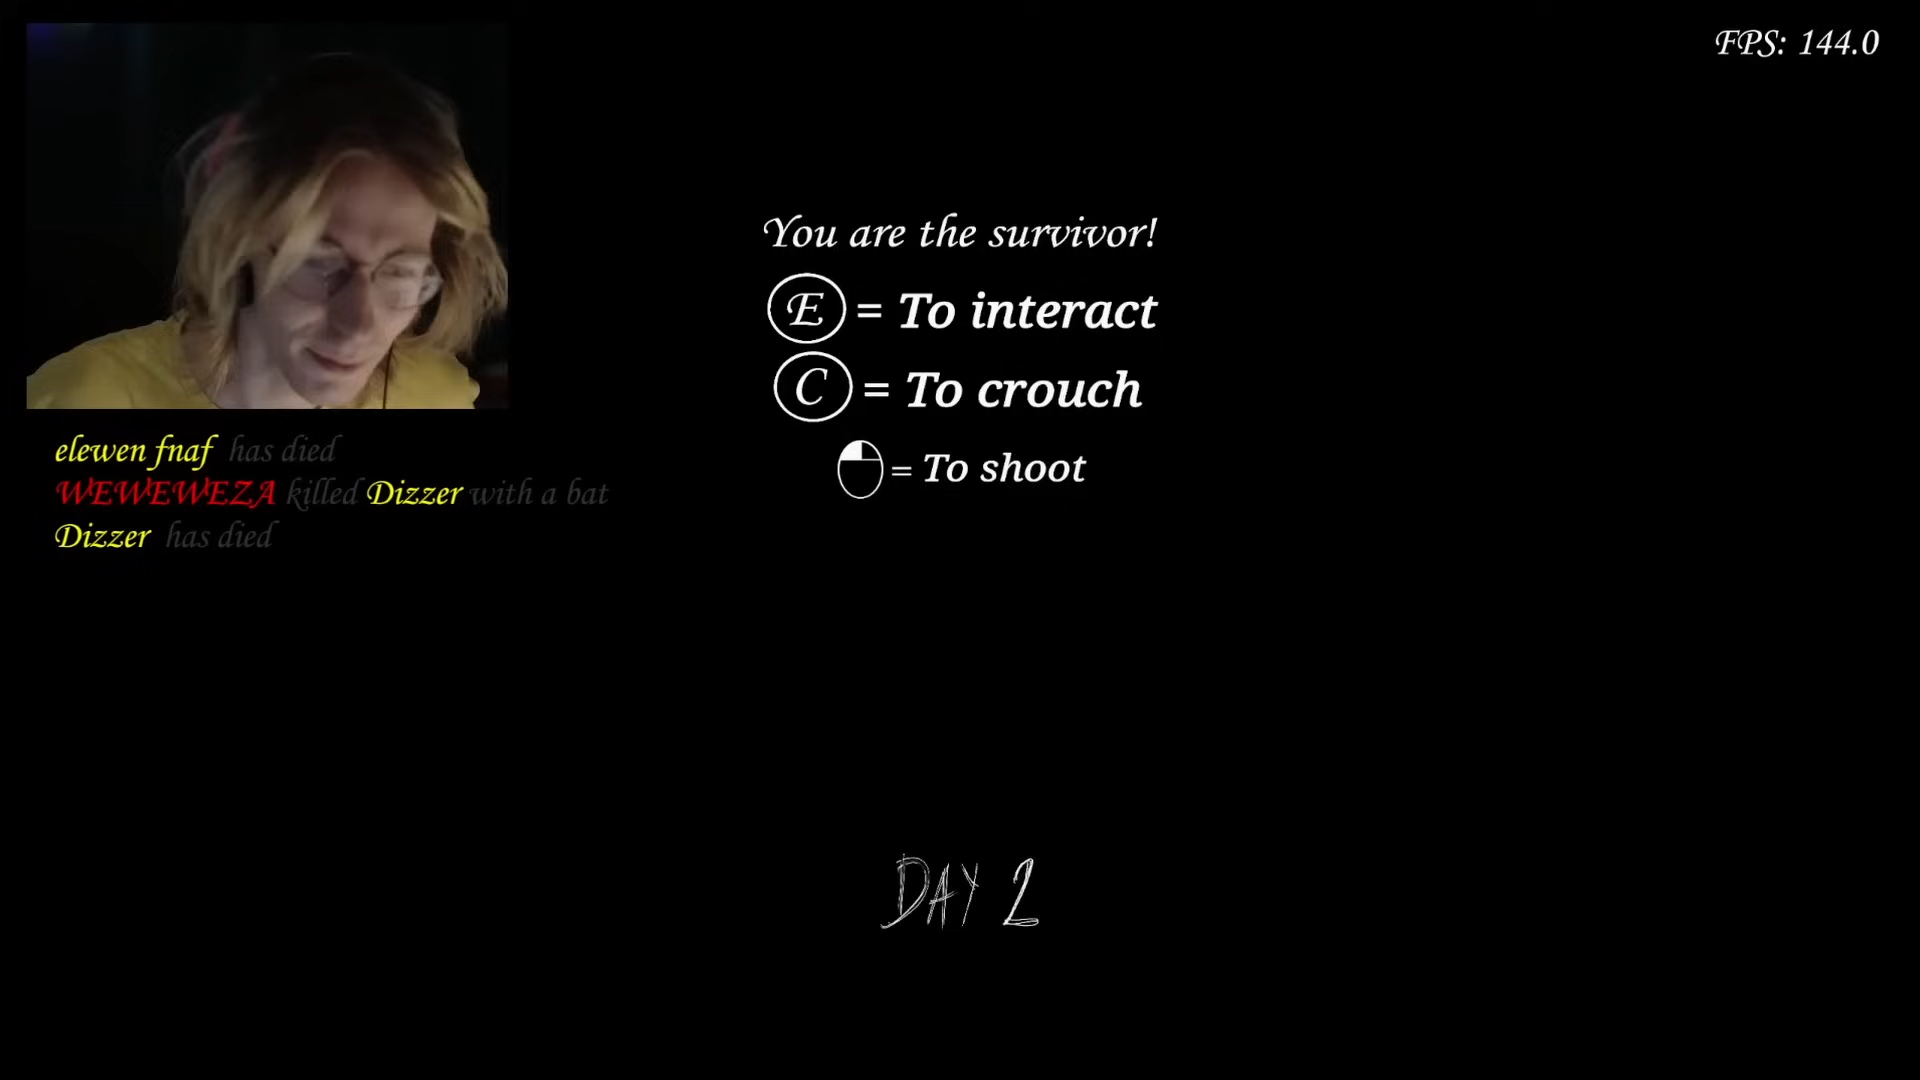 FPS: 144.0
You are the survivor!
E = To interact
C = To crouch
= To shoot
elewen fnaf has died
WEWEWEZA killed Dizzer with a bat
Dizzer has died
DAY 2